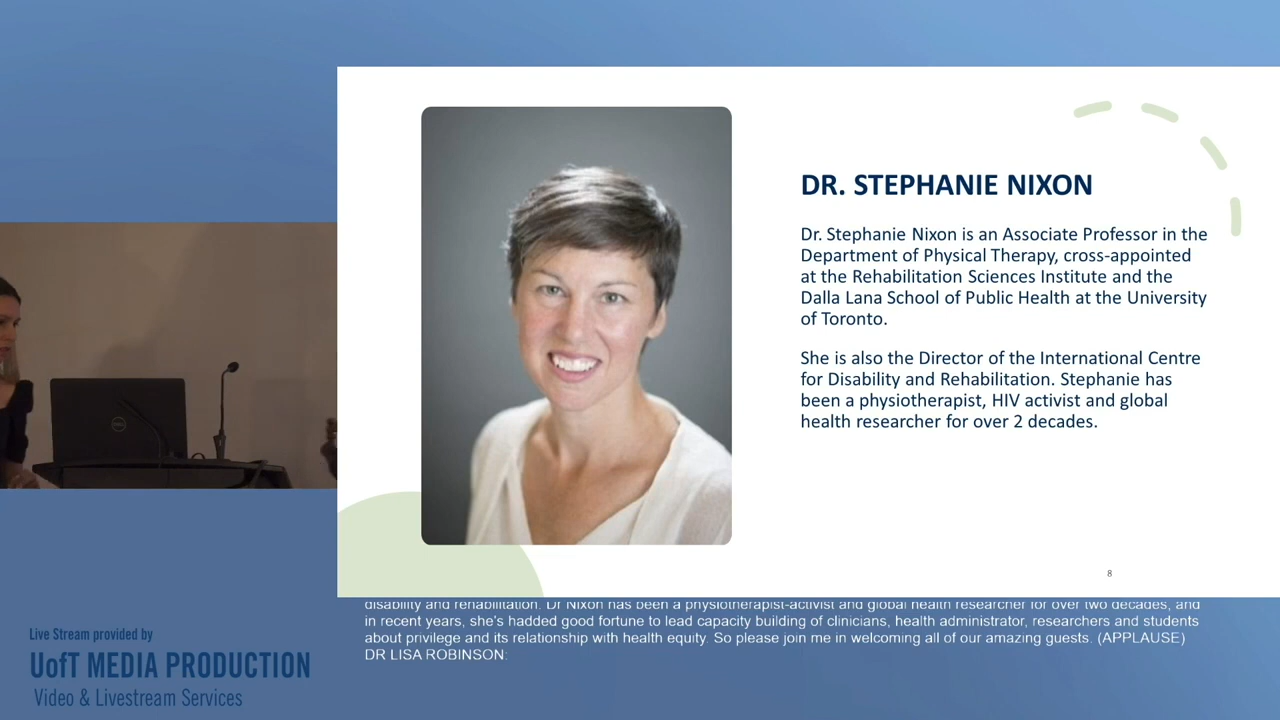 DR. STEPHANIE NIXON
Dr. Stephanie Nixon is an Associate Professor in the
Department of Physical Therapy, cross-appointed
at the Rehabilitation Sciences Institute and the
Dalla Lana School of Public Health at the University
of Toronto.
She is also the Director of the International Centre
for Disability and Rehabilitation. Stephanie has
been a physiotherapist, HIV activist and global
health researcher for over 2 decades.
8
disability and rehabilitation. Dr Nixon has been a physiotherapist-activist and global health researcher for over two decades, and
in recent years, she's hadded good fortune to lead capacity building of clinicians, health administrator, researchers and students
about privilege and its relationship with health equity. So please join me in welcoming all of our amazing guests. (APPLAUSE)
DR LISA ROBINSON:
Live Stream provided by
UofT MEDIA PRODUCTION
Video & Livestream Services
DELL